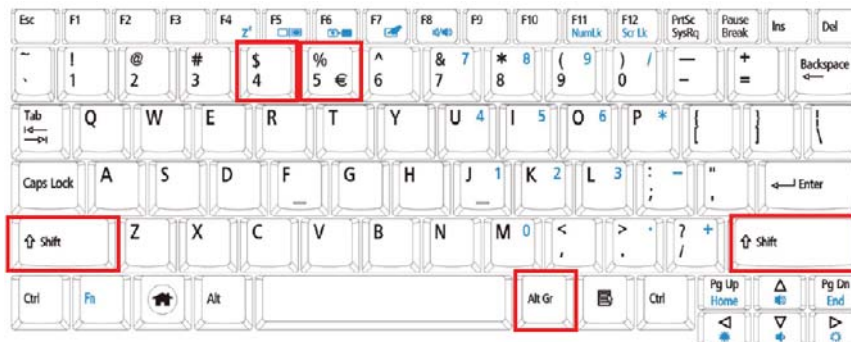 Esc F1 F2 F3 F4 Zz F5 F6 F7 F8 F9 F10 F11 NumLk F12 Scr Lk PrtSc SysRq Pause Break Ins Del
~ ` ! 1 @ 2 # 3 $ 4 % 5 € ^ 6 & 7 7 * 8 8 ( 9 9 ) 0 / — – + = Backspace
Tab Q W E R T Y U 4 I 5 O 6 P * { [ } ] | \
Caps Lock A S D F G H J 1 K 2 L 3 : ; – " ' Enter
Shift Z X C V B N M 0 < , > . . ? / + Shift
Ctrl Fn Alt Alt Gr Ctrl Pg Up Home Pg Dn End